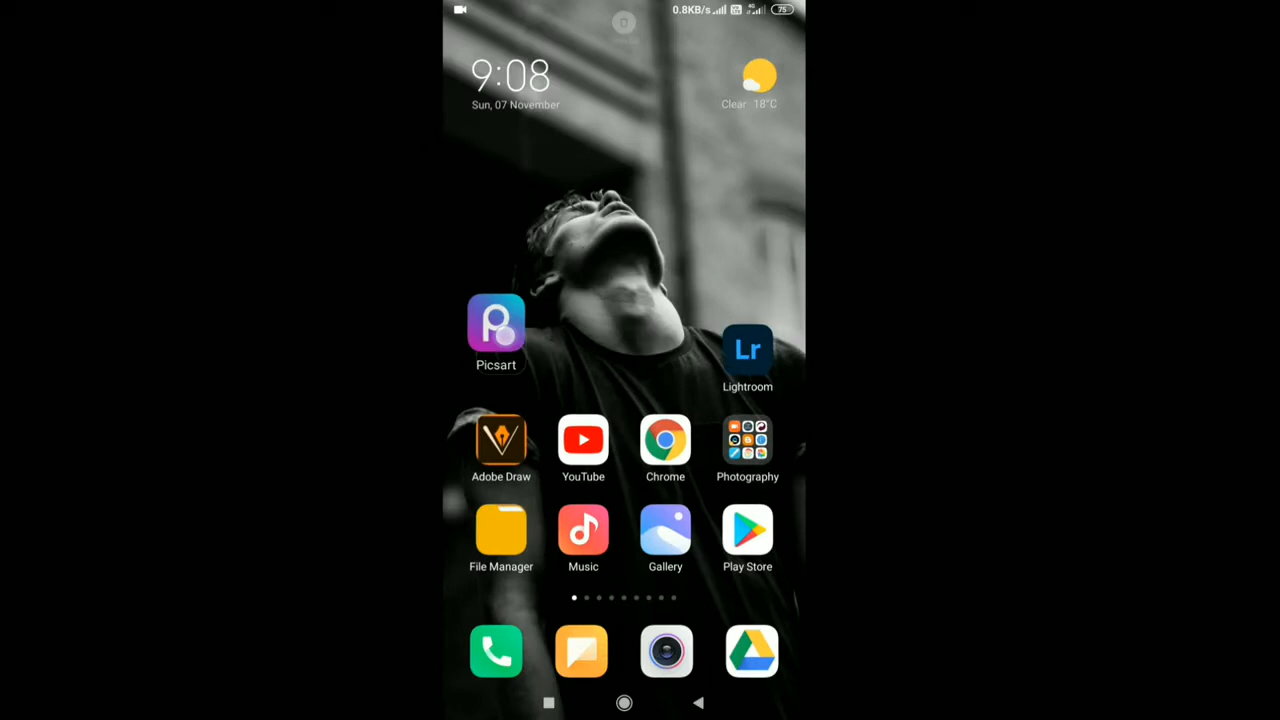 0.8KB/s 4G 75
9:08
Sun, 07 November
Clear 18°C
Picsart
Lr
Lightroom
Adobe Draw
YouTube
Chrome
Photography
File Manager
Music
Gallery
Play Store